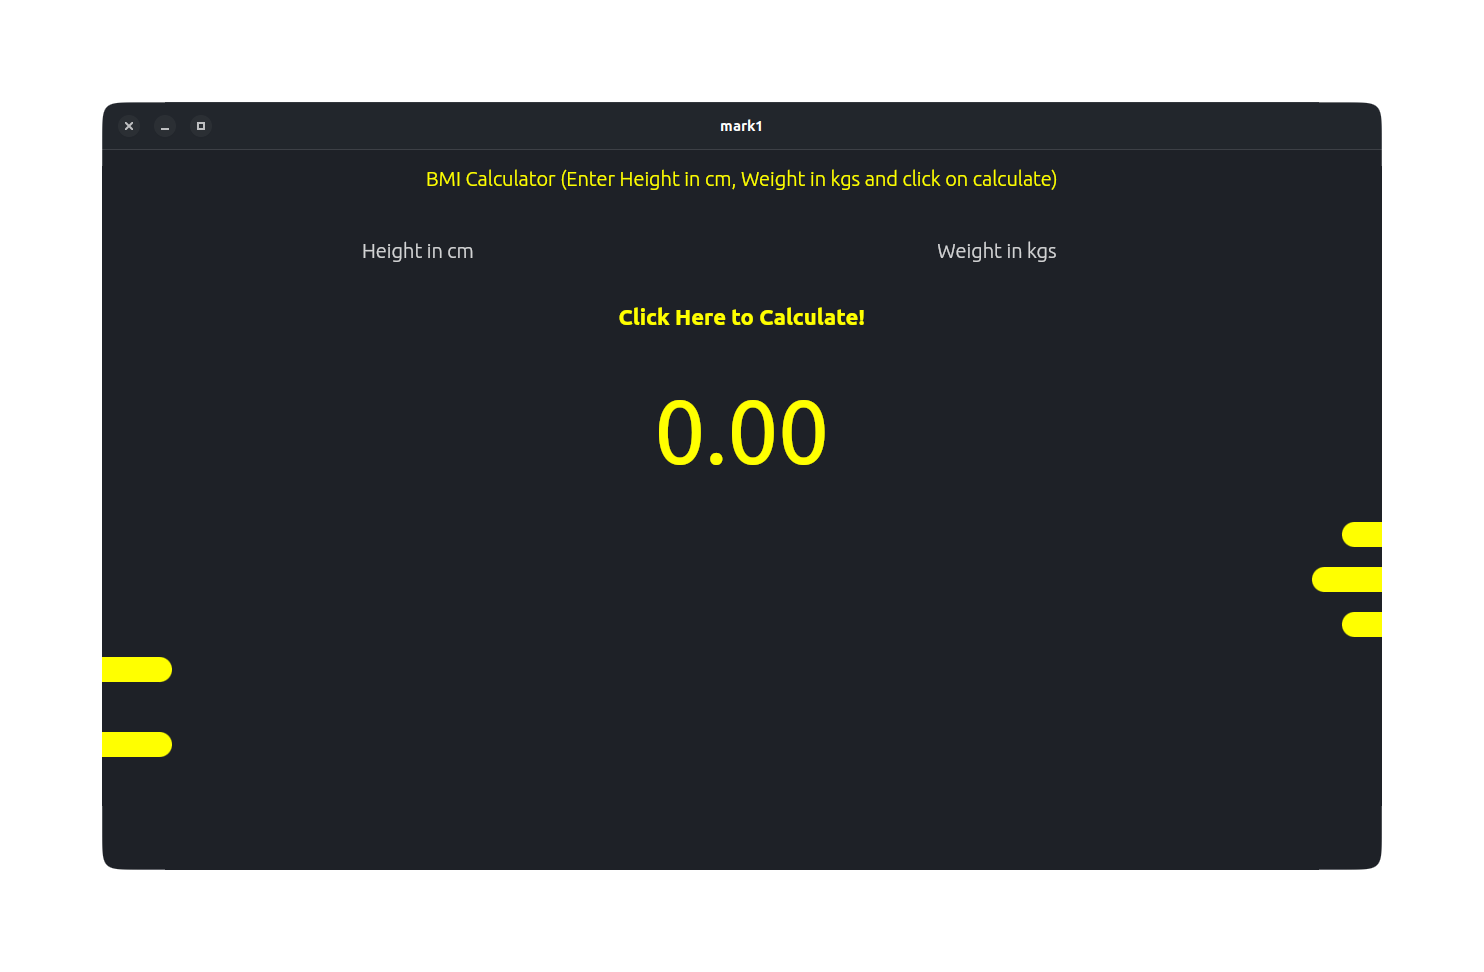 mark1
BMI Calculator (Enter Height in cm, Weight in kgs and click on calculate)
Height in cm
Weight in kgs
Click Here to Calculate!
0.00